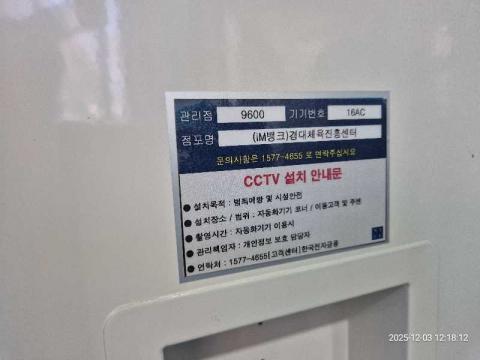 관리점 9600 기기번호 16AC
점포명 (iM뱅크)경대체육진흥센터
문의사항은 1577-4655 로 연락주십시요
CCTV 설치 안내문
● 설치목적 : 범죄예방 및 시설안전
● 설치장소 / 범위 : 자동화기기 코너 / 이용고객 및 주변
● 촬영시간 : 자동화기기 이용시
● 관리책임자 : 개인정보 보호 담당자
● 연락처 : 1577-4655[고객센터] 한국전자금융
2025-12-03 12:18:12